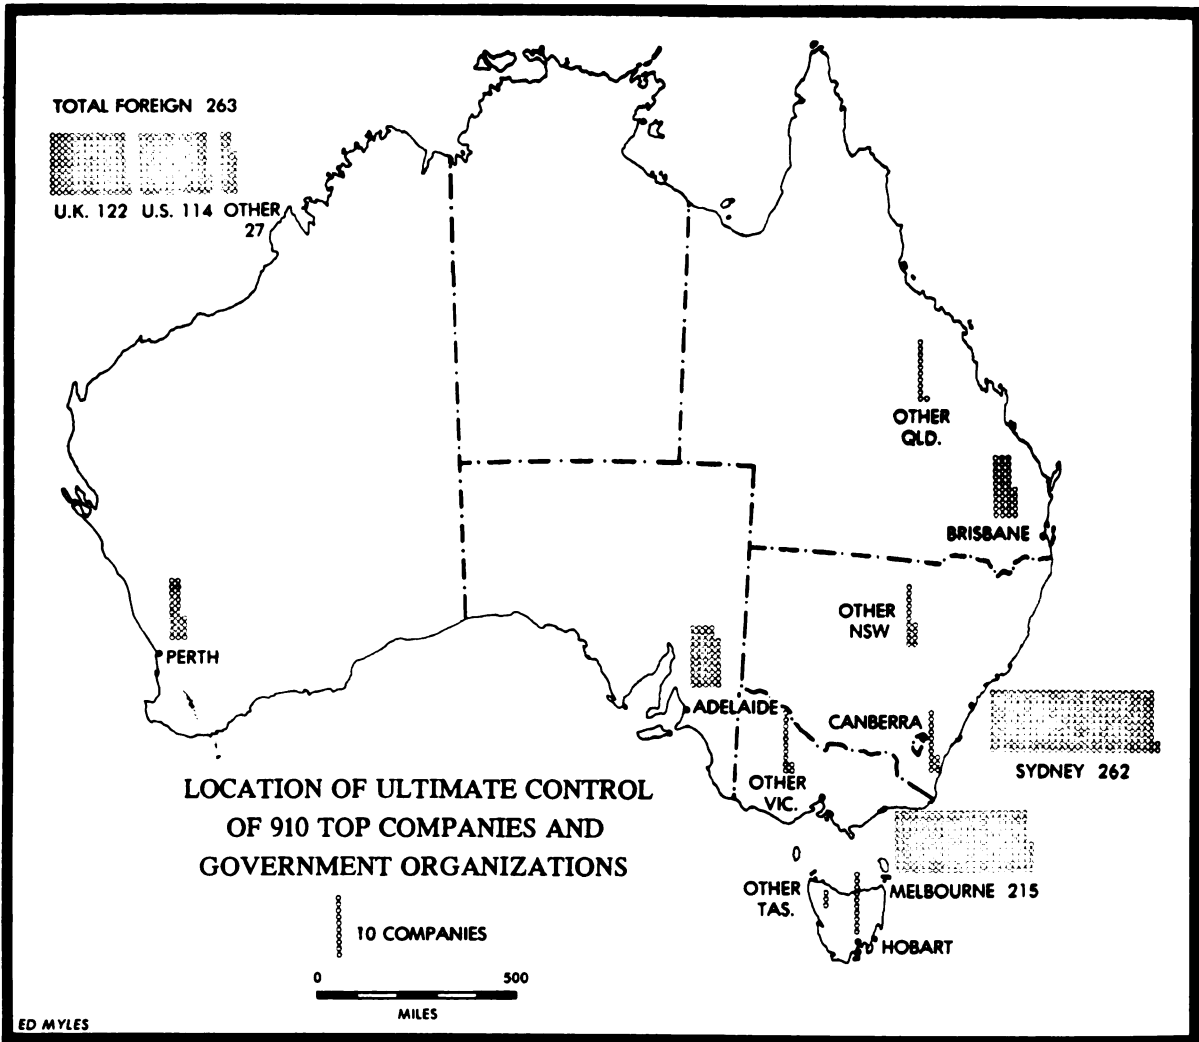 TOTAL FOREIGN 263
U.K. 122 U.S. 114 OTHER
27
OTHER
QLD.
BRISBANE
OTHER
NSW
PERTH
ADELAIDE
CANBERRA
SYDNEY 262
OTHER
VIC.
LOCATION OF ULTIMATE CONTROL
OF 910 TOP COMPANIES AND
GOVERNMENT ORGANIZATIONS
MELBOURNE 215
OTHER
TAS.
10 COMPANIES
HOBART
0 500
MILES
ED MYLES